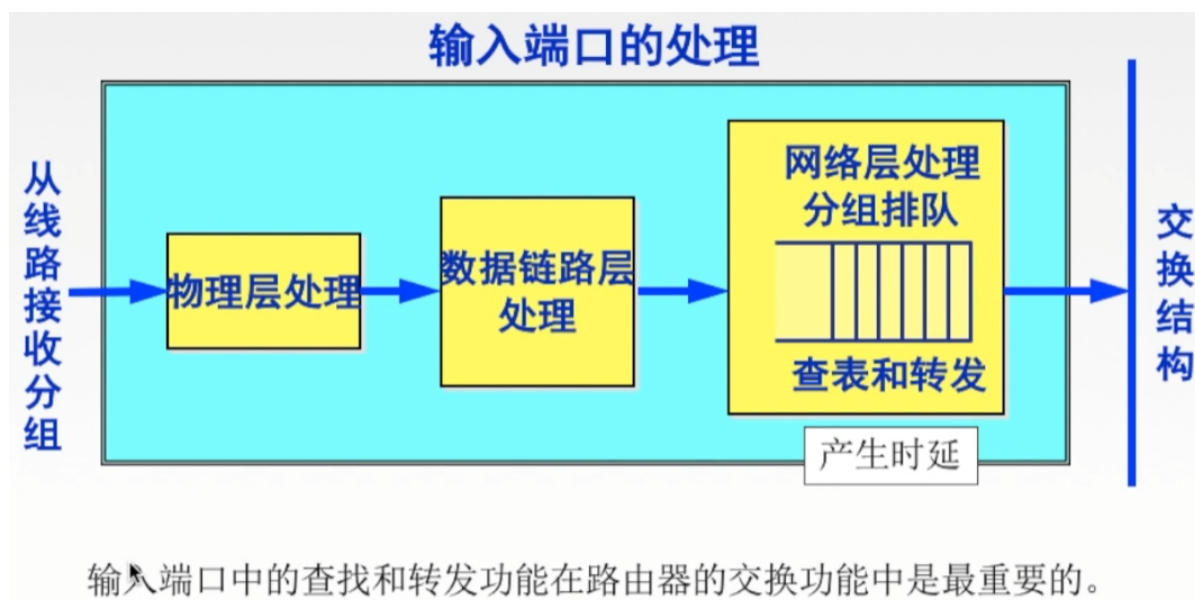 输入端口的处理
从线路接收分组
物理层处理
数据链路层
处理
网络层处理
分组排队
查表和转发
产生时延
交换结构
输入端口中的查找和转发功能在路由器的交换功能中是最重要的。